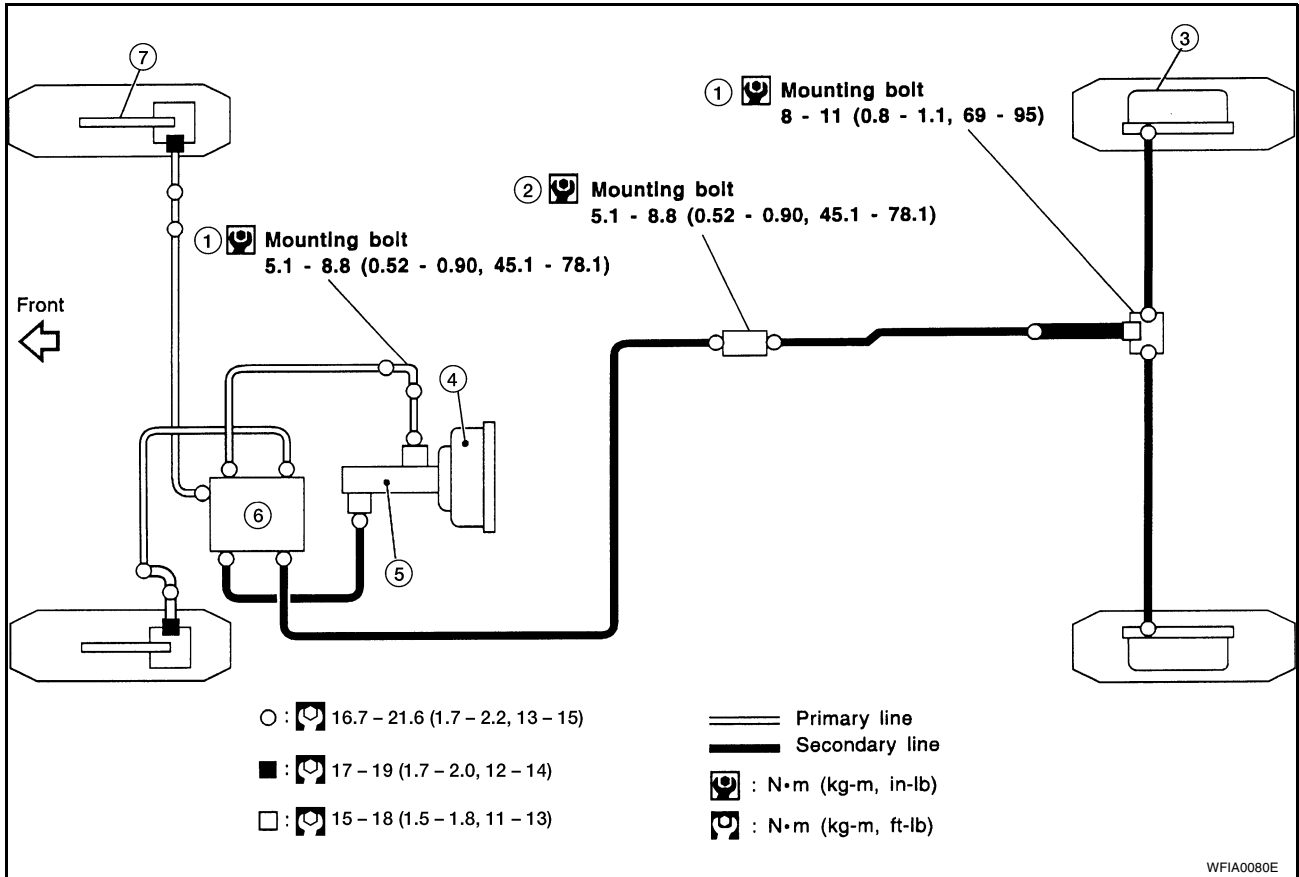 ⑦
③
① Mounting bolt
8 - 11 (0.8 - 1.1, 69 - 95)
② Mounting bolt
5.1 - 8.8 (0.52 - 0.90, 45.1 - 78.1)
① Mounting bolt
5.1 - 8.8 (0.52 - 0.90, 45.1 - 78.1)
Front
④
⑥
⑤
: 16.7 – 21.6 (1.7 – 2.2, 13 – 15)
: 17 – 19 (1.7 – 2.0, 12 – 14)
: 15 – 18 (1.5 – 1.8, 11 – 13)
Primary line
Secondary line
: N•m (kg-m, in-lb)
: N•m (kg-m, ft-lb)
WFIA0080E